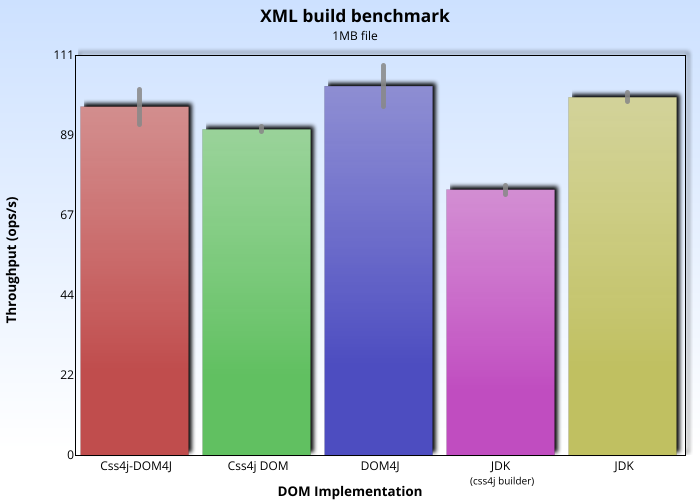 XML build benchmark
1MB file
111
89
67
44
22
0
Throughput (ops/s)
Css4j-DOM4J
Css4j DOM
DOM4J
JDK
(css4j builder)
JDK
DOM Implementation